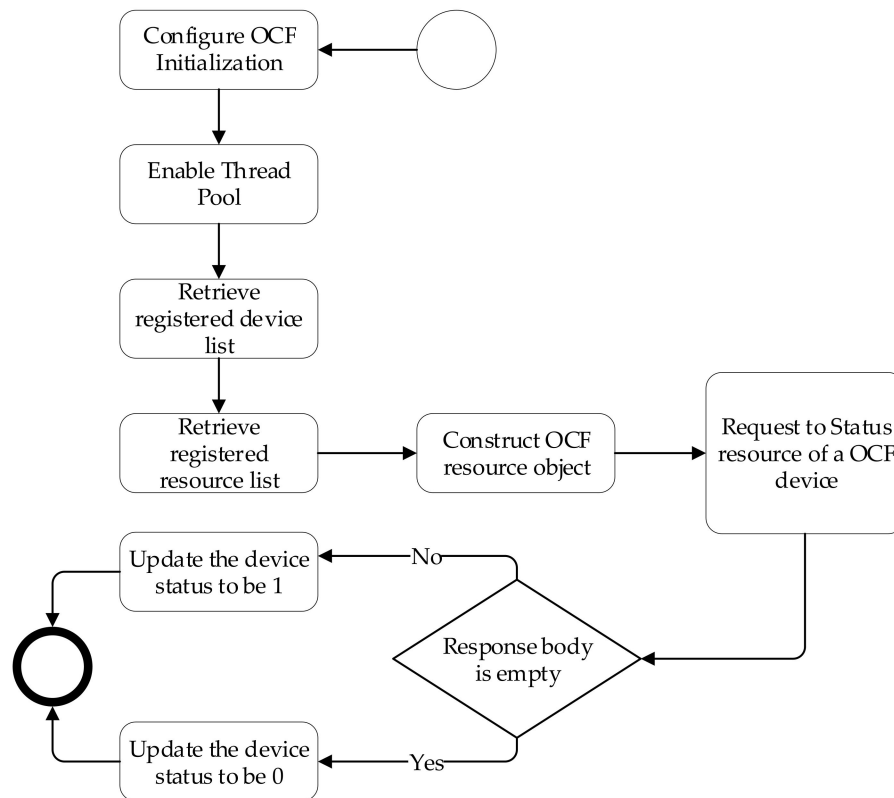 Configure OCF
Initialization
Enable Thread
Pool
Retrieve
registered device
list
Retrieve
registered
resource list
Construct OCF
resource object
Request to Status
resource of a OCF
device
Update the device
status to be 1
No
Response body
is empty
Update the device
status to be 0
Yes